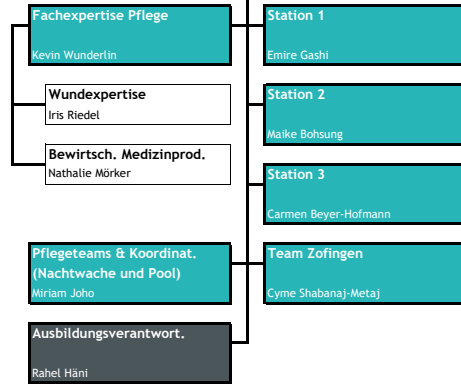 Fachexpertise Pflege
Kevin Wunderlin
Wundexpertise
Iris Riedel
Bewirtsch. Medizinprod.
Nathalie Mörker
Pflegeteams & Koordinat.
(Nachtwache und Pool)
Miriam Joho
Ausbildungsverantwort.
Rahel Häni
Station 1
Emire Gashi
Station 2
Maike Bohsung
Station 3
Carmen Beyer-Hofmann
Team Zofingen
Cyme Shabanaj-Metaj